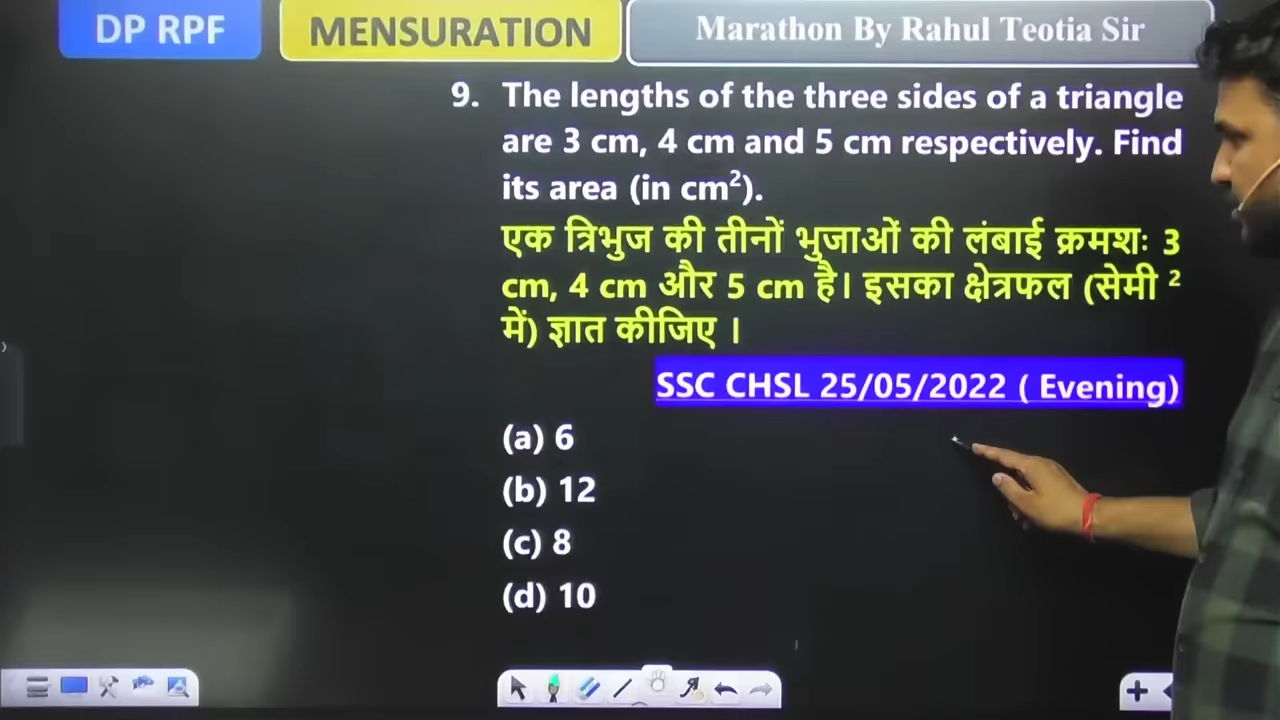 DP RPF
MENSURATION
Marathon By Rahul Teotia Sir
9. The lengths of the three sides of a triangle
are 3 cm, 4 cm and 5 cm respectively. Find
its area (in cm²).
एक त्रिभुज की तीनों भुजाओं की लंबाई क्रमशः 3
cm, 4 cm और 5 cm है। इसका क्षेत्रफल (सेमी ²
में) ज्ञात कीजिए ।
SSC CHSL 25/05/2022 ( Evening)
(a) 6
(b) 12
(c) 8
(d) 10